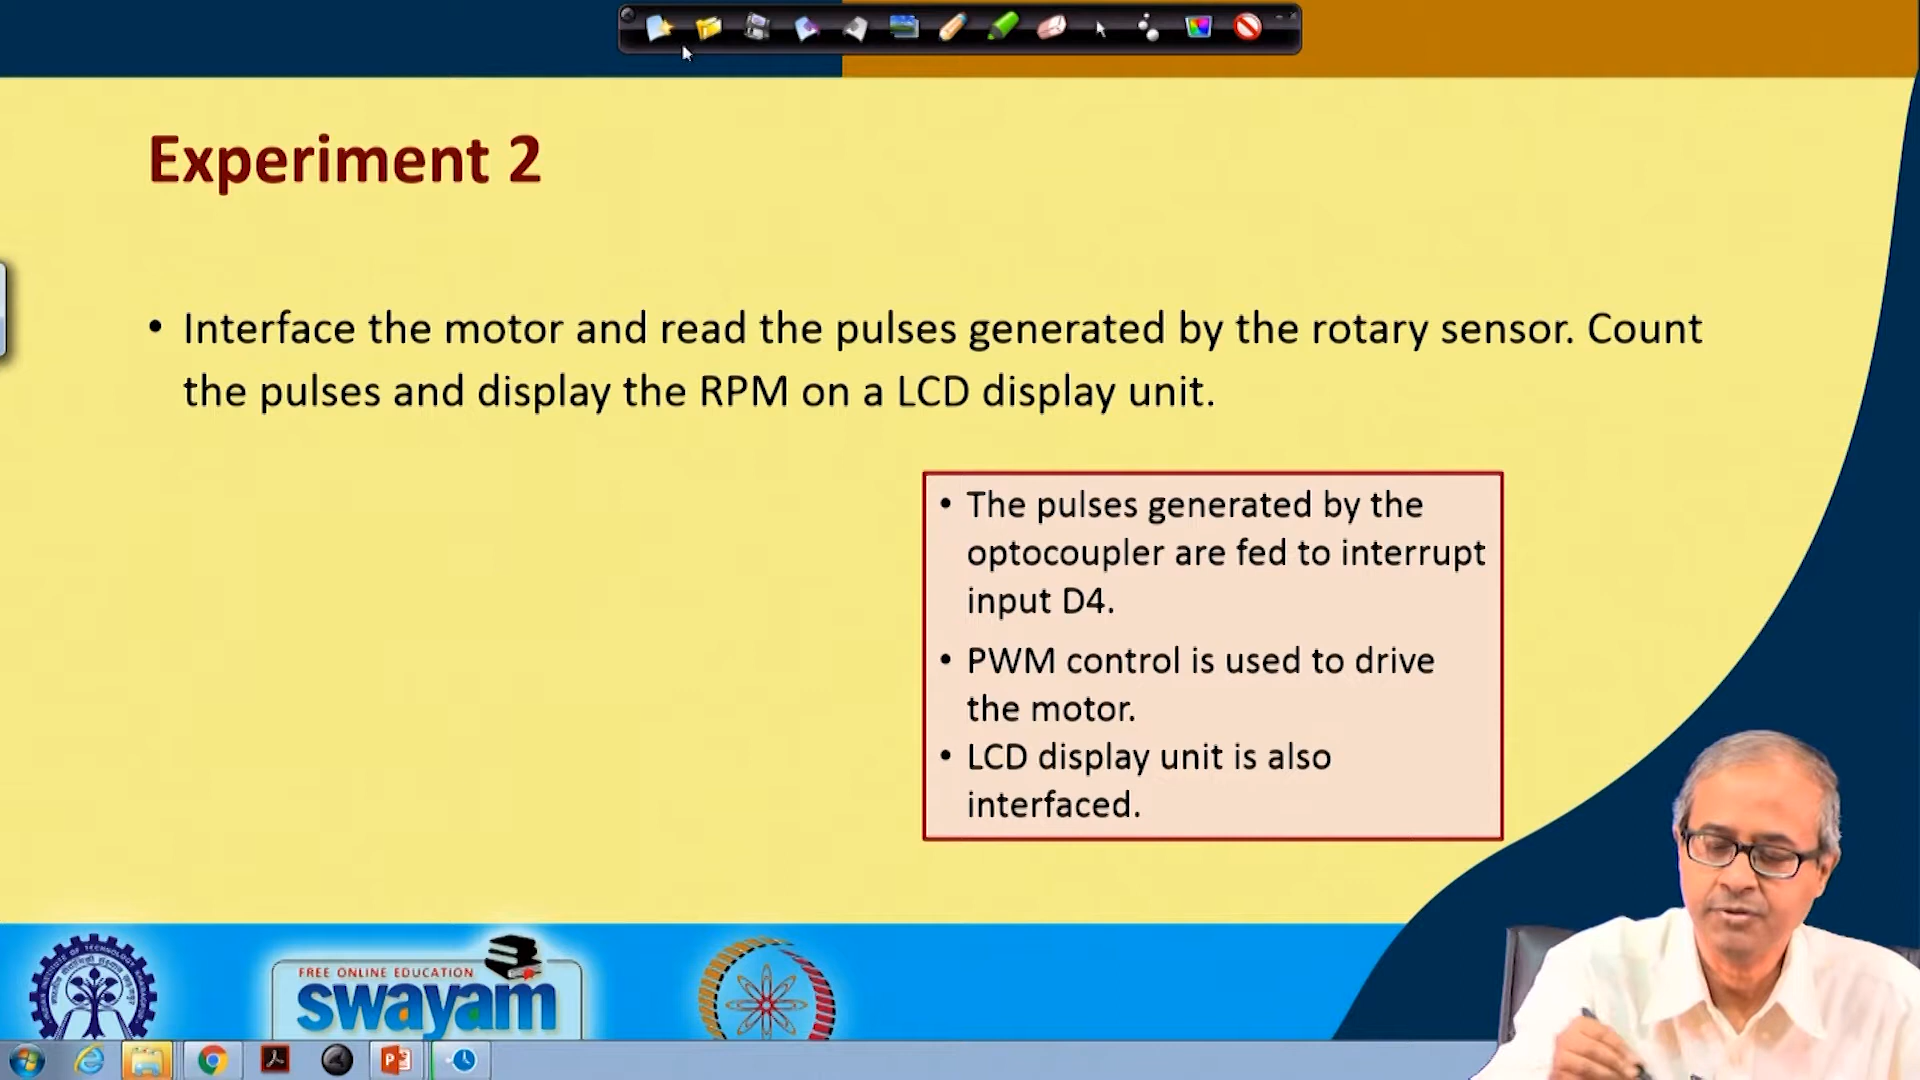 Experiment 2
• Interface the motor and read the pulses generated by the rotary sensor. Count
the pulses and display the RPM on a LCD display unit.
• The pulses generated by the
optocoupler are fed to interrupt
input D4.
• PWM control is used to drive
the motor.
• LCD display unit is also
interfaced.
FREE ONLINE EDUCATION
swayam